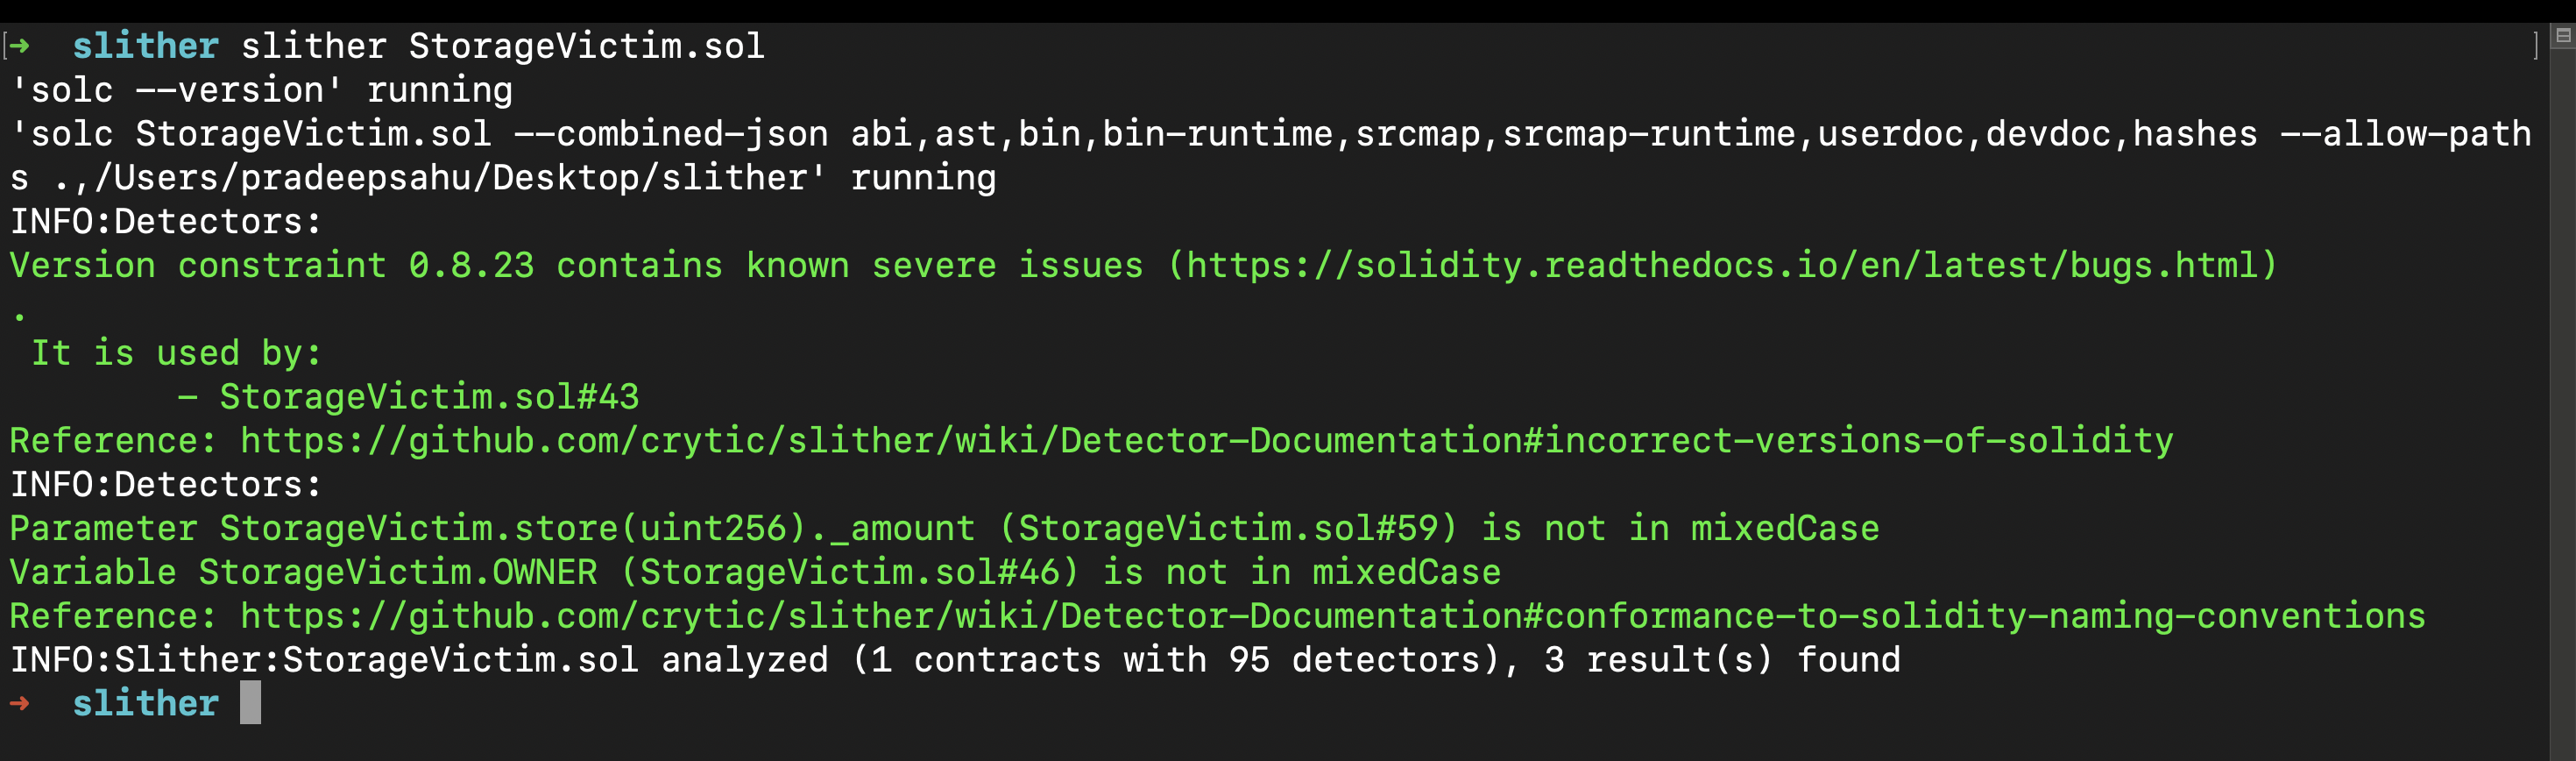 [➜  slither slither StorageVictim.sol ]
'solc --version' running
'solc StorageVictim.sol --combined-json abi,ast,bin,bin-runtime,srcmap,srcmap-runtime,userdoc,devdoc,hashes --allow-path
s .,/Users/pradeepsahu/Desktop/slither' running
INFO:Detectors:
Version constraint 0.8.23 contains known severe issues (https://solidity.readthedocs.io/en/latest/bugs.html)
.
 It is used by:
        - StorageVictim.sol#43
Reference: https://github.com/crytic/slither/wiki/Detector-Documentation#incorrect-versions-of-solidity
INFO:Detectors:
Parameter StorageVictim.store(uint256)._amount (StorageVictim.sol#59) is not in mixedCase
Variable StorageVictim.OWNER (StorageVictim.sol#46) is not in mixedCase
Reference: https://github.com/crytic/slither/wiki/Detector-Documentation#conformance-to-solidity-naming-conventions
INFO:Slither:StorageVictim.sol analyzed (1 contracts with 95 detectors), 3 result(s) found
➜  slither